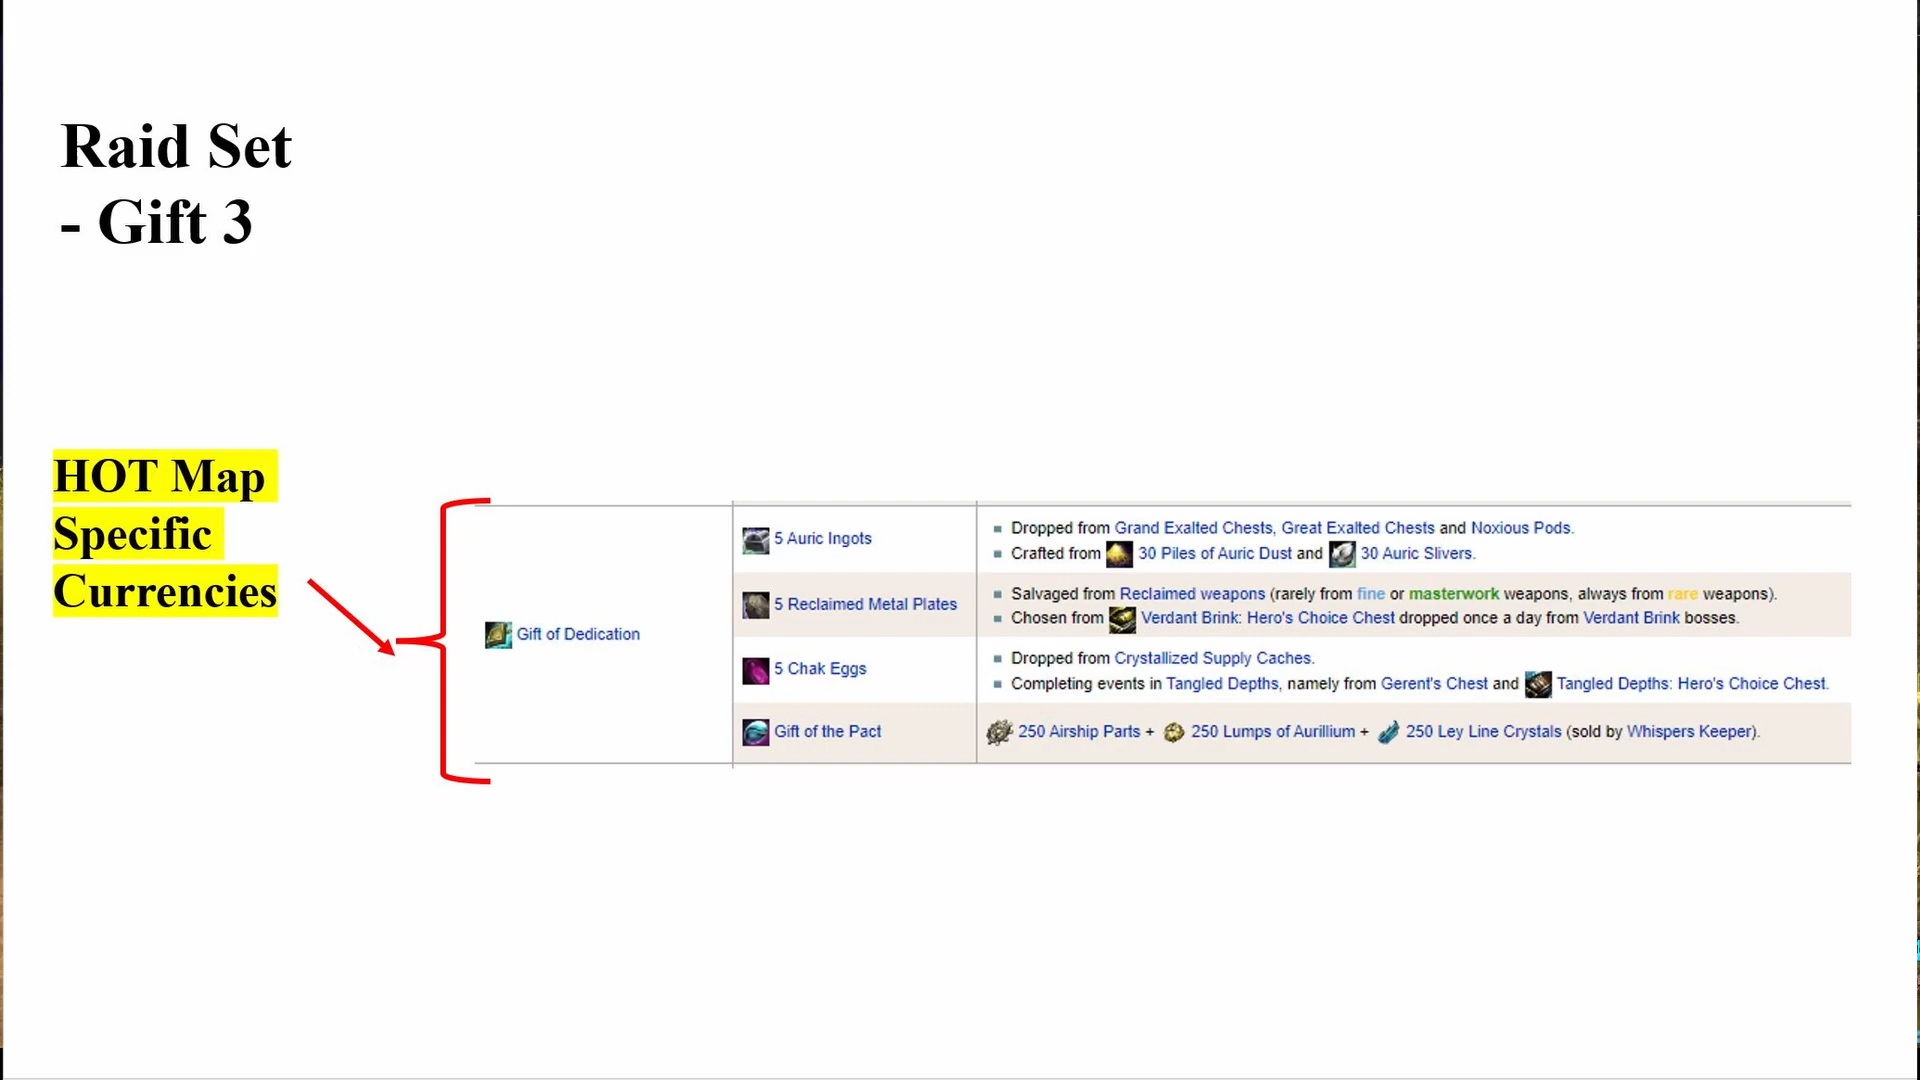 Raid Set
- Gift 3
HOT Map
Specific
Currencies
Gift of Dedication
5 Auric Ingots
Dropped from Grand Exalted Chests, Great Exalted Chests and Noxious Pods.
Crafted from 30 Piles of Auric Dust and 30 Auric Slivers.
5 Reclaimed Metal Plates
Salvaged from Reclaimed weapons (rarely from fine or masterwork weapons, always from rare weapons).
Chosen from Verdant Brink: Hero's Choice Chest dropped once a day from Verdant Brink bosses.
5 Chak Eggs
Dropped from Crystallized Supply Caches.
Completing events in Tangled Depths, namely from Gerent's Chest and Tangled Depths: Hero's Choice Chest.
Gift of the Pact
250 Airship Parts + 250 Lumps of Aurillium + 250 Ley Line Crystals (sold by Whispers Keeper).